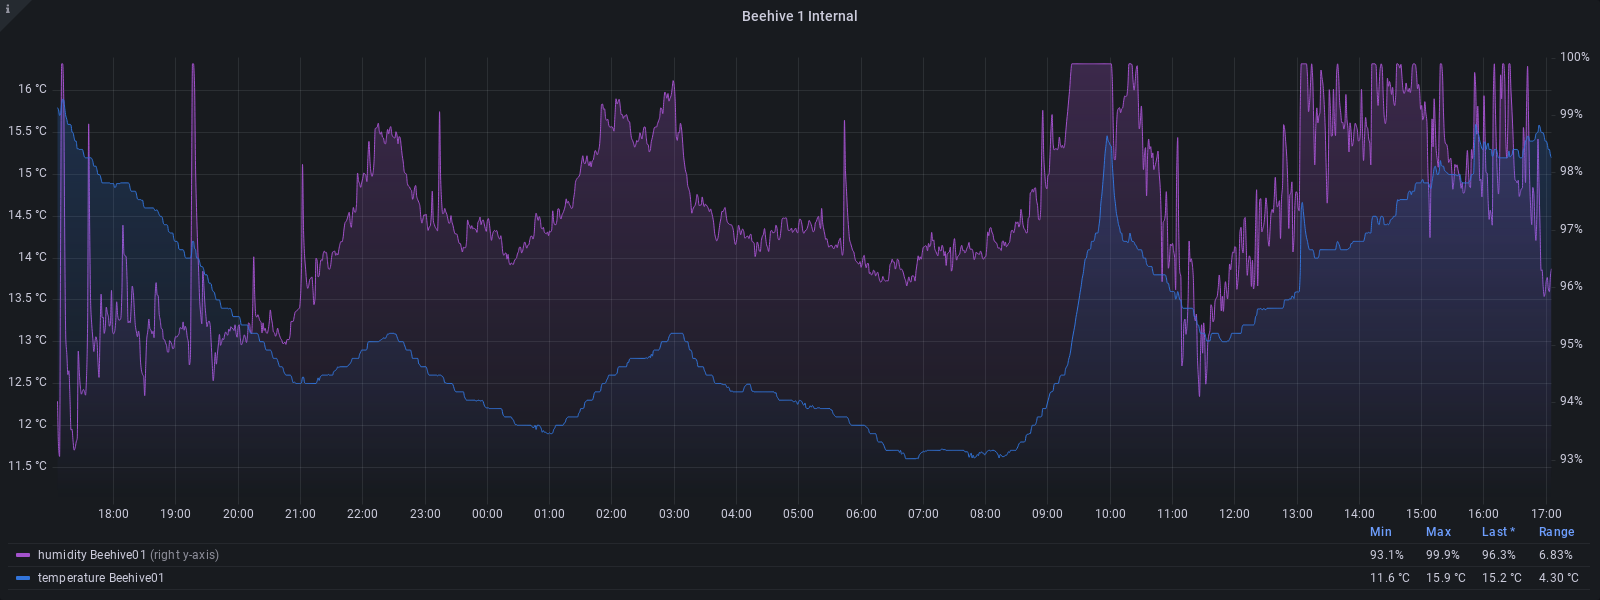 i
Beehive 1 Internal
16 °C
15.5 °C
15 °C
14.5 °C
14 °C
13.5 °C
13 °C
12.5 °C
12 °C
11.5 °C
100%
99%
98%
97%
96%
95%
94%
93%
18:00 19:00 20:00 21:00 22:00 23:00 00:00 01:00 02:00 03:00 04:00 05:00 06:00 07:00 08:00 09:00 10:00 11:00 12:00 13:00 14:00 15:00 16:00 17:00
Min Max Last * Range
humidity Beehive01 (right y-axis) 93.1% 99.9% 96.3% 6.83%
temperature Beehive01 11.6 °C 15.9 °C 15.2 °C 4.30 °C